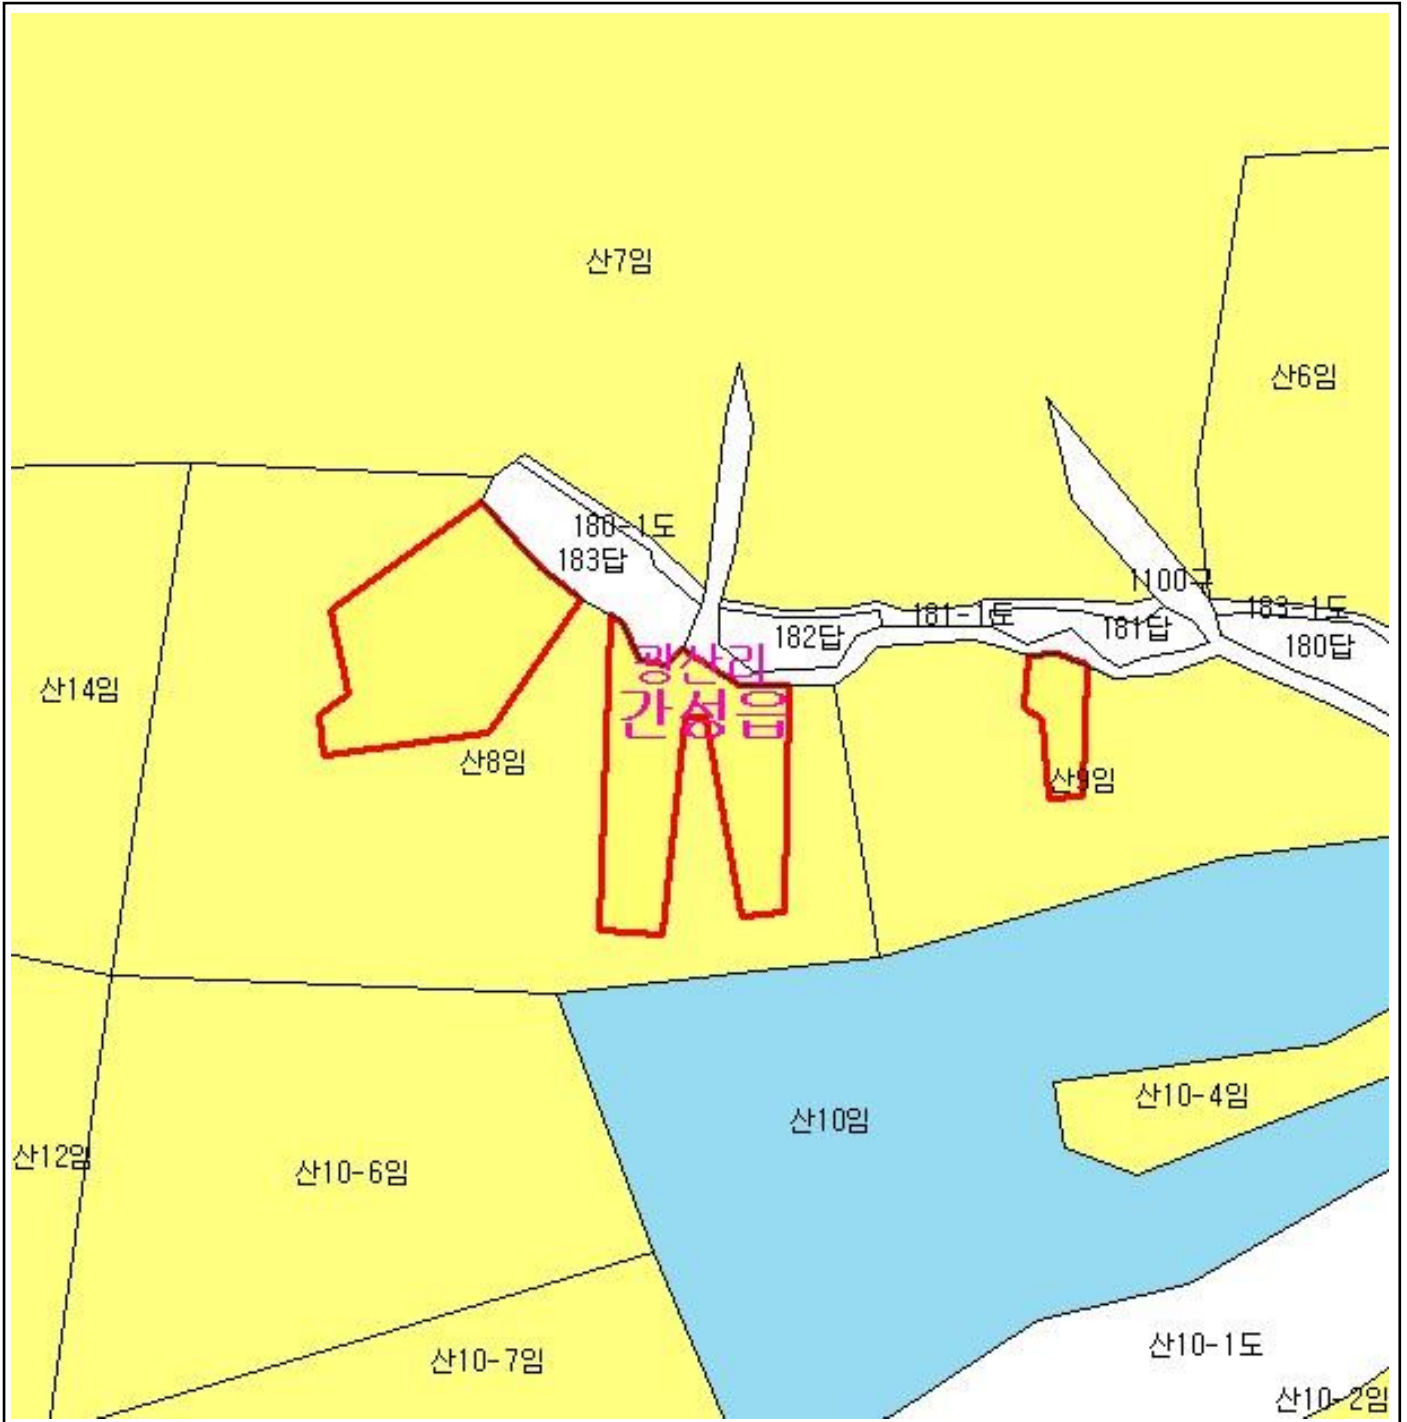 산7임
산6임
180-1도
183답
1100구
183-1도
181-1도
182답
181답
180답
광산리
간성읍
산14임
산8임
산9임
산10-4임
산10임
산12임
산10-6임
산10-1도
산10-7임
산10-2임